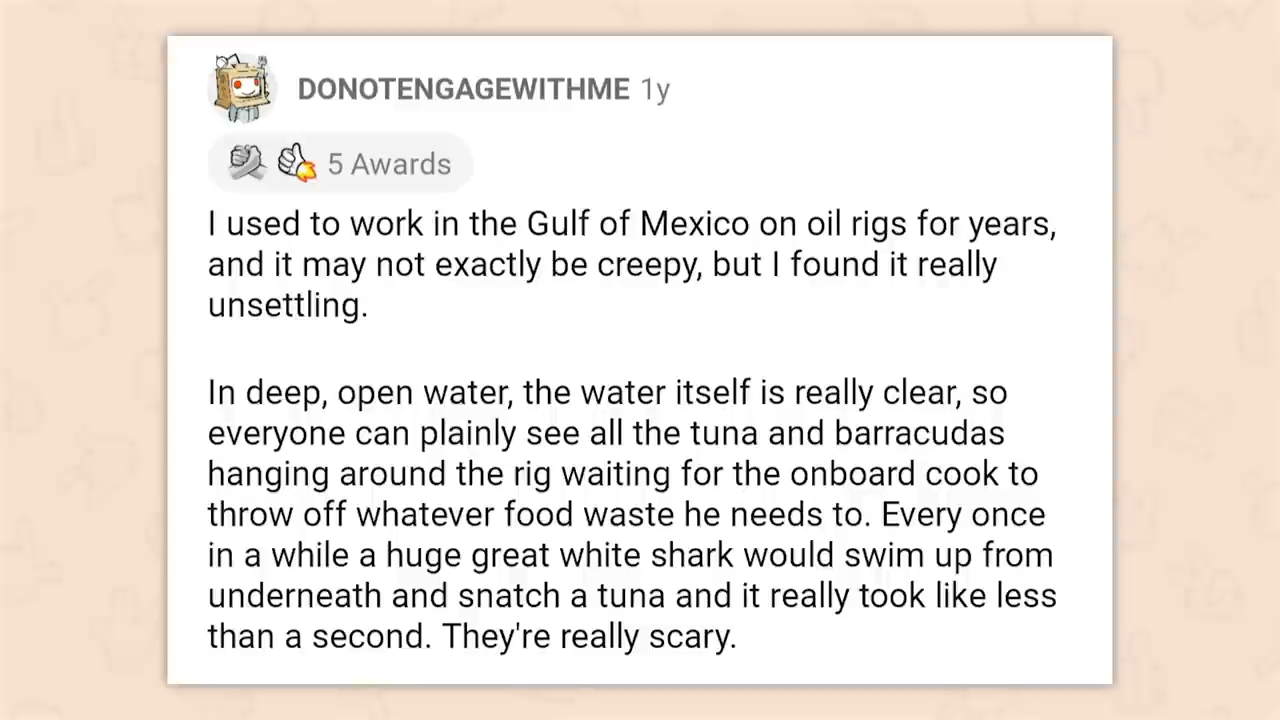 DONOTENGAGEWITHME 1y
5 Awards
I used to work in the Gulf of Mexico on oil rigs for years,
and it may not exactly be creepy, but I found it really
unsettling.
In deep, open water, the water itself is really clear, so
everyone can plainly see all the tuna and barracudas
hanging around the rig waiting for the onboard cook to
throw off whatever food waste he needs to. Every once
in a while a huge great white shark would swim up from
underneath and snatch a tuna and it really took like less
than a second. They're really scary.